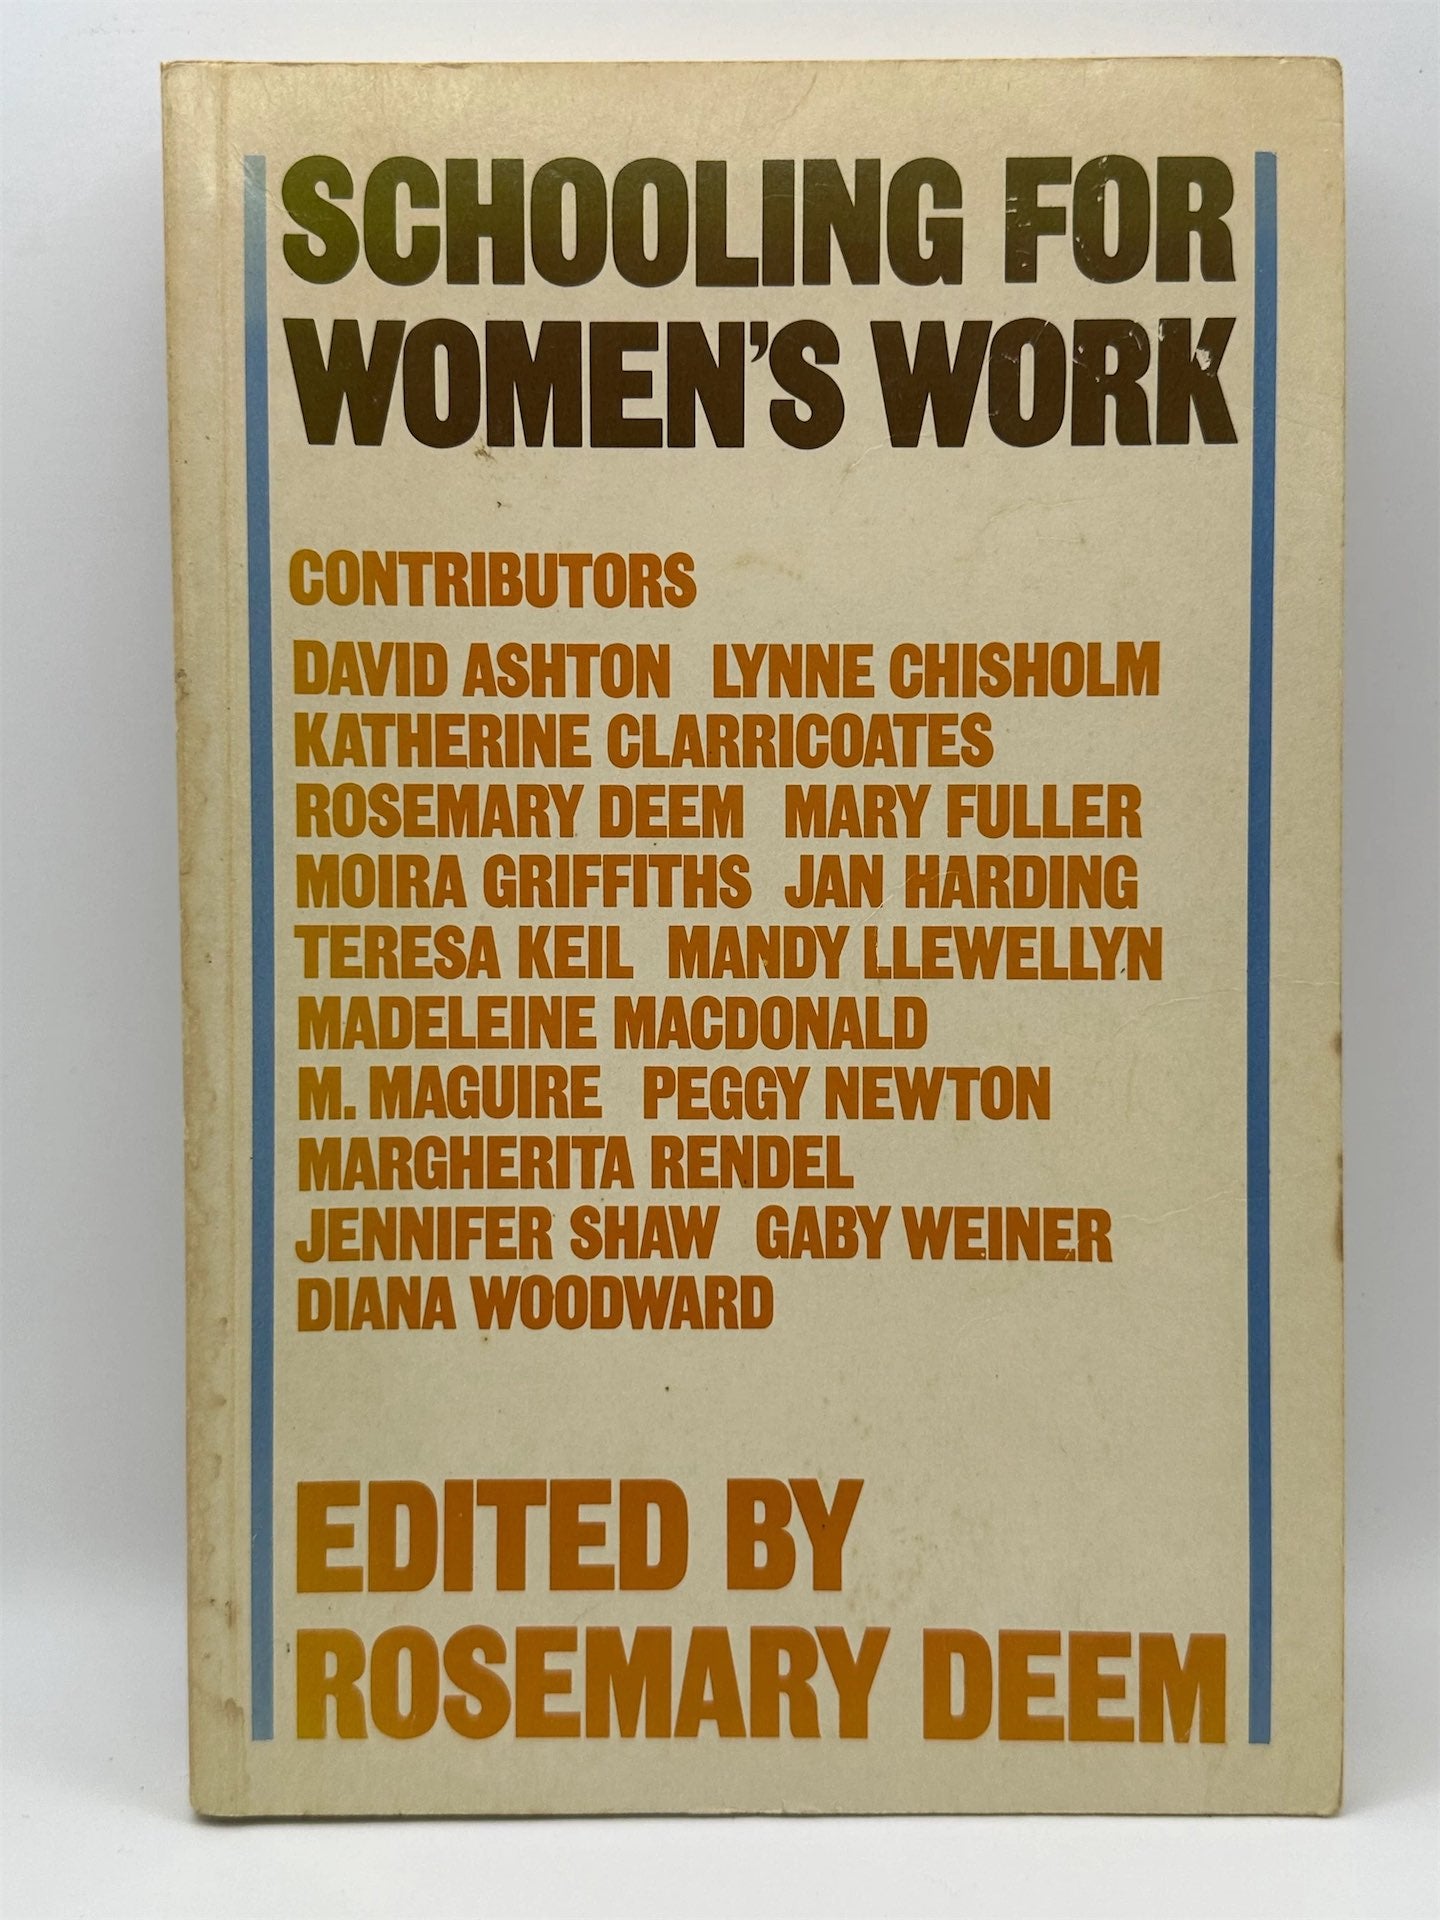 SCHOOLING FOR
WOMEN'S WORK
CONTRIBUTORS
DAVID ASHTON LYNNE CHISHOLM
KATHERINE CLARRICOATES
ROSEMARY DEEM MARY FULLER
MOIRA GRIFFITHS JAN HARDING
TERESA KEIL MANDY LLEWELLYN
MADELEINE MACDONALD
M. MAGUIRE PEGGY NEWTON
MARGHERITA RENDEL
JENNIFER SHAW GABY WEINER
DIANA WOODWARD
EDITED BY
ROSEMARY DEEM